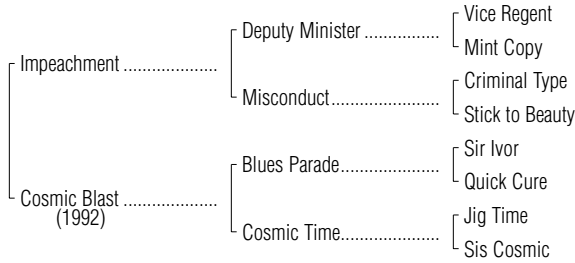 Vice Regent
Deputy Minister ..................
Mint Copy
Impeachment ......................
Criminal Type
Misconduct..........................
Stick to Beauty
Sir Ivor
Blues Parade........................
Quick Cure
Cosmic Blast ......................
(1992)
Jig Time
Cosmic Time........................
Sis Cosmic